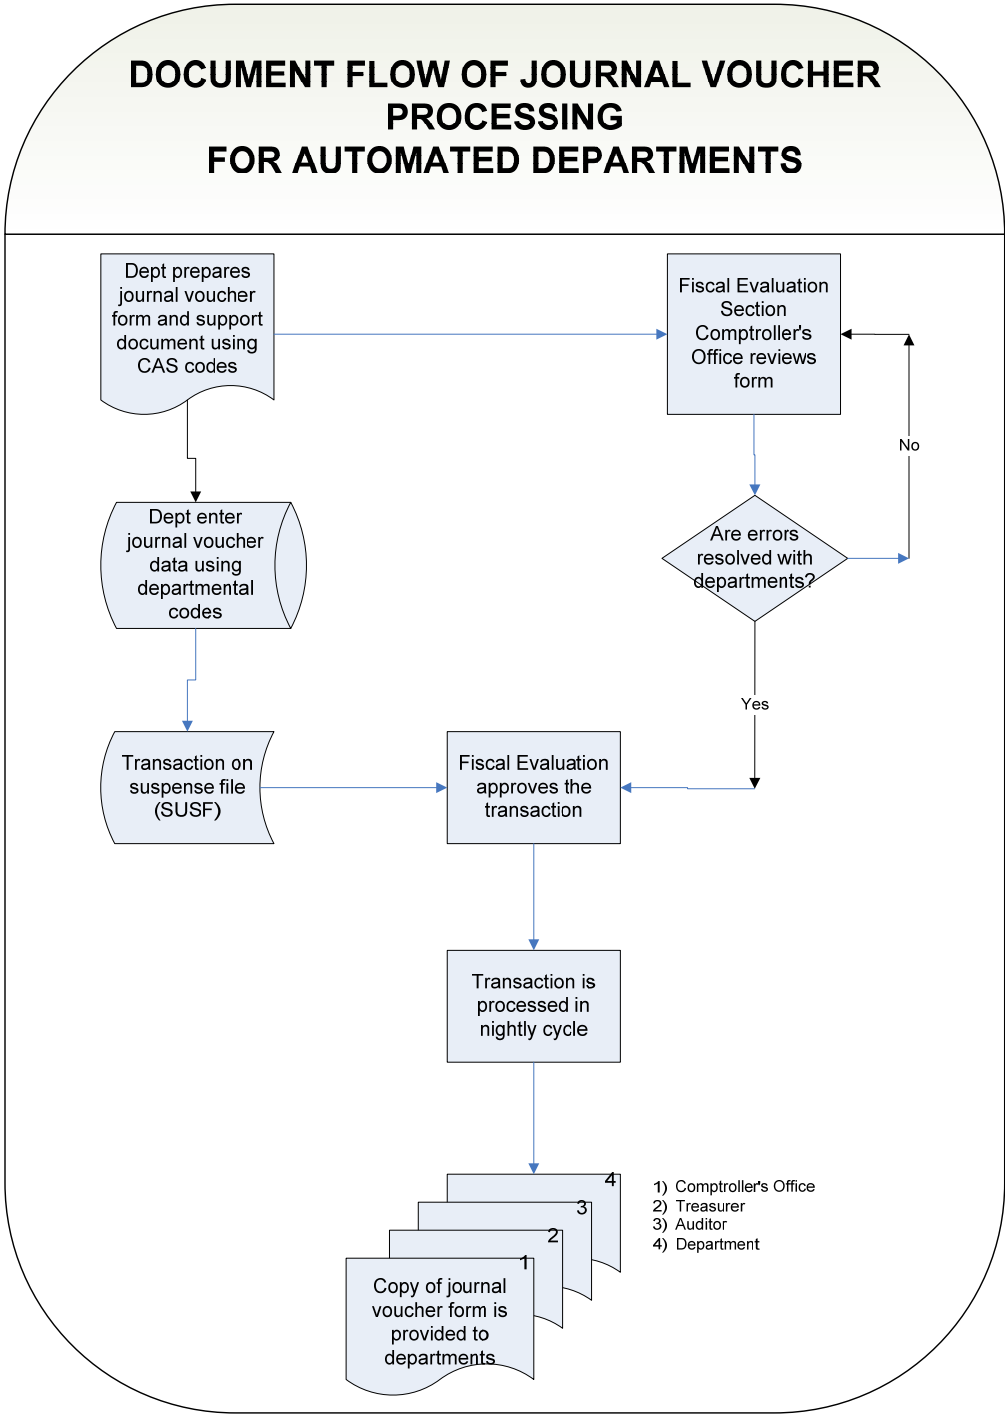 DOCUMENT FLOW OF JOURNAL VOUCHER
PROCESSING
FOR AUTOMATED DEPARTMENTS
Dept prepares
journal voucher
form and support
document using
CAS codes
Fiscal Evaluation
Section
Comptroller's
Office reviews
form
No
Dept enter
journal voucher
data using
departmental
codes
Are errors
resolved with
departments?
Yes
Transaction on
suspense file
(SUSF)
Fiscal Evaluation
approves the
transaction
Transaction is
processed in
nightly cycle
4
3
2
1
Copy of journal
voucher form is
provided to
departments
1) Comptroller's Office
2) Treasurer
3) Auditor
4) Department